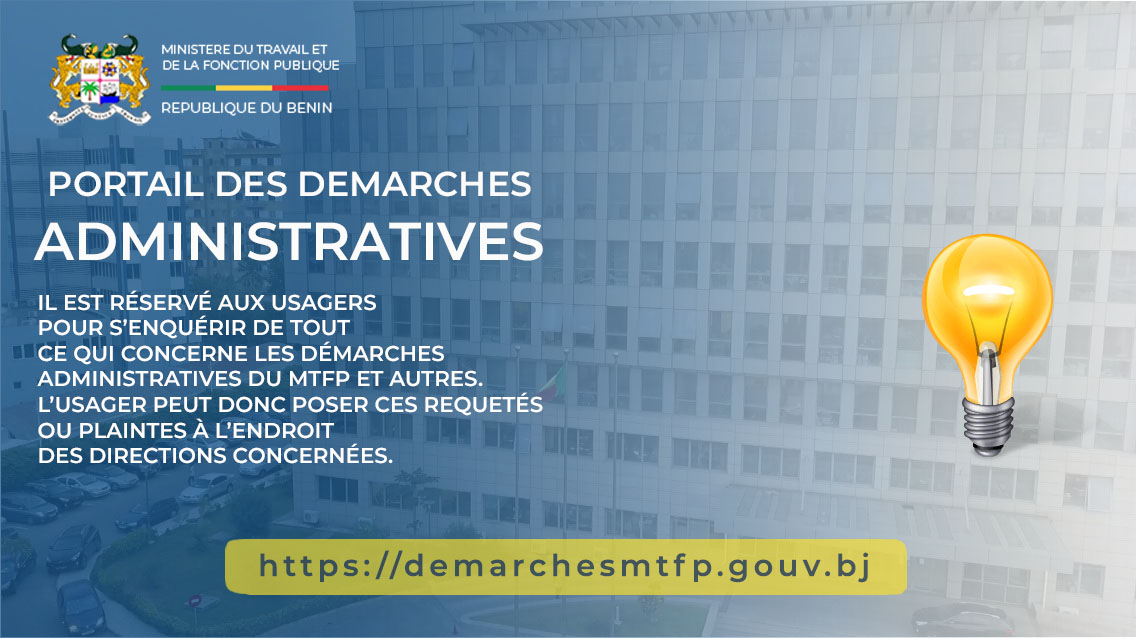 MINISTERE DU TRAVAIL ET
DE LA FONCTION PUBLIQUE
REPUBLIQUE DU BENIN
PORTAIL DES DEMARCHES
ADMINISTRATIVES
IL EST RÉSERVÉ AUX USAGERS
POUR S’ENQUÉRIR DE TOUT
CE QUI CONCERNE LES DÉMARCHES
ADMINISTRATIVES DU MTFP ET AUTRES.
L’USAGER PEUT DONC POSER CES REQUETÉS
OU PLAINTES À L’ENDROIT
DES DIRECTIONS CONCERNÉES.
https://demarchesmtfp.gouv.bj